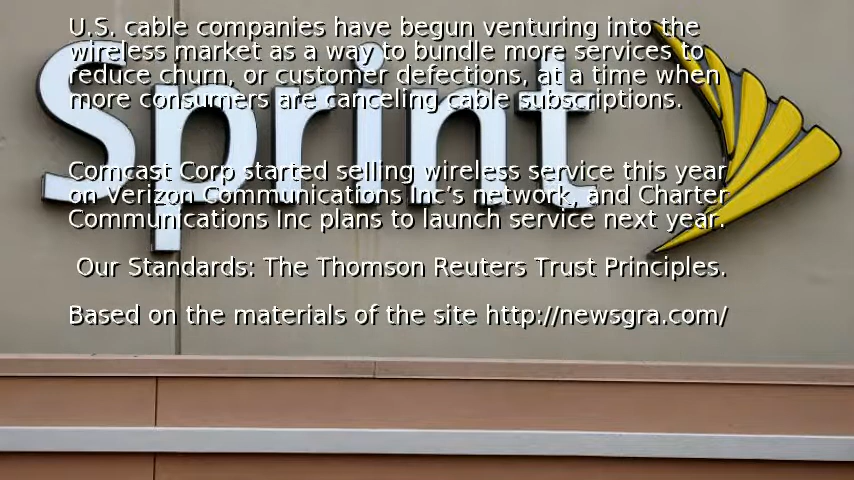 U.S. cable companies have begun venturing into the
wireless market as a way to bundle more services to
reduce churn, or customer defections, at a time when
more consumers are canceling cable subscriptions.
Sprint
Comcast Corp started selling wireless service this year
on Verizon Communications Inc’s network, and Charter
Communications Inc plans to launch service next year.
Our Standards: The Thomson Reuters Trust Principles.
Based on the materials of the site http://newsgra.com/